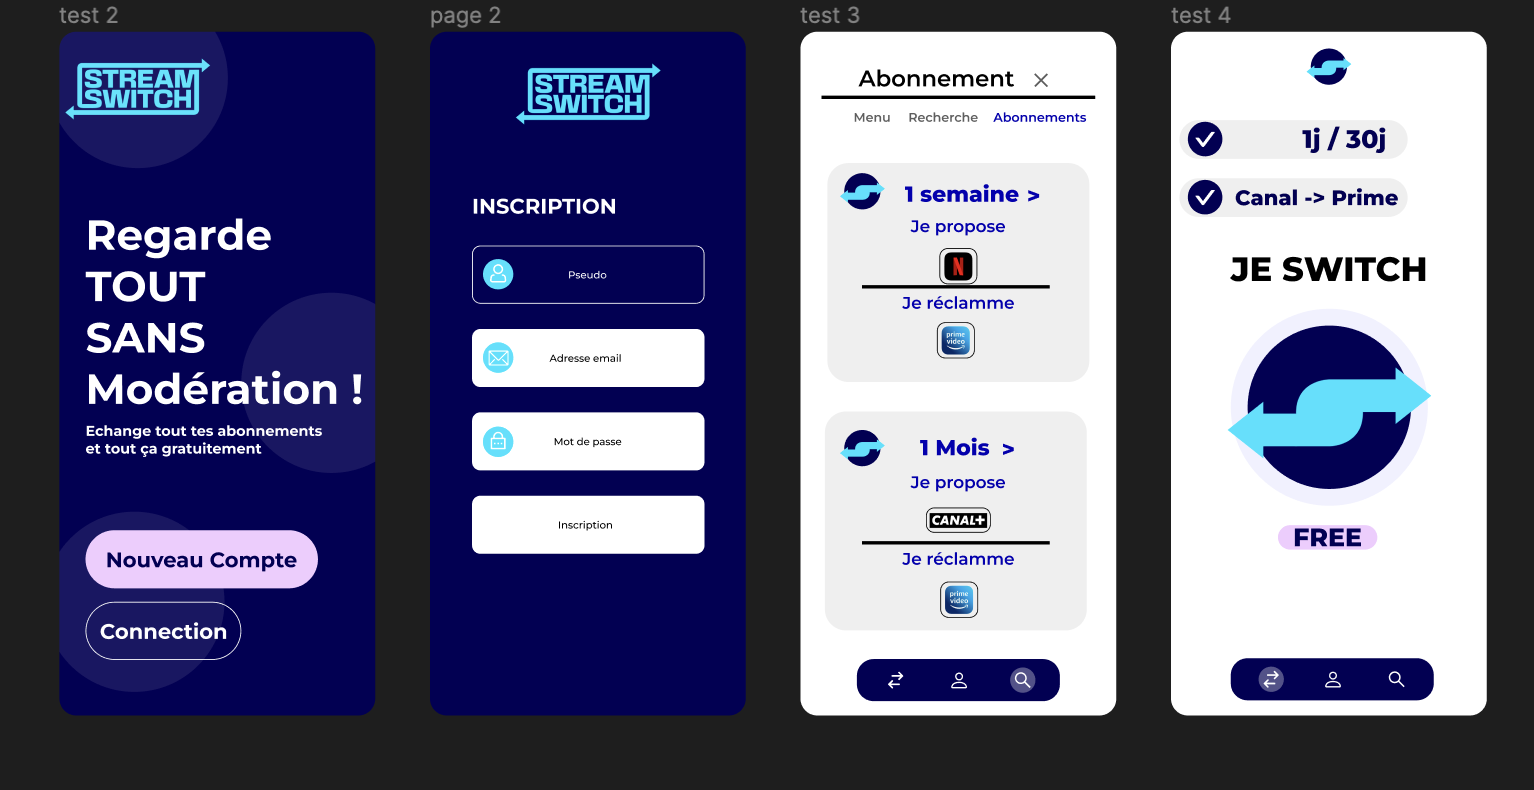 test 2
STREAM
SWITCH
Regarde
TOUT
SANS
Modération !
Echange tout tes abonnements
et tout ça gratuitement
Nouveau Compte
Connection
page 2
STREAM
SWITCH
INSCRIPTION
Pseudo
Adresse email
Mot de passe
Inscription
test 3
Abonnement
Menu Recherche Abonnements
1 semaine >
Je propose
N
Je réclamme
prime
video
1 Mois >
Je propose
CANAL+
Je réclamme
prime
video
test 4
1j / 30j
Canal -> Prime
JE SWITCH
FREE